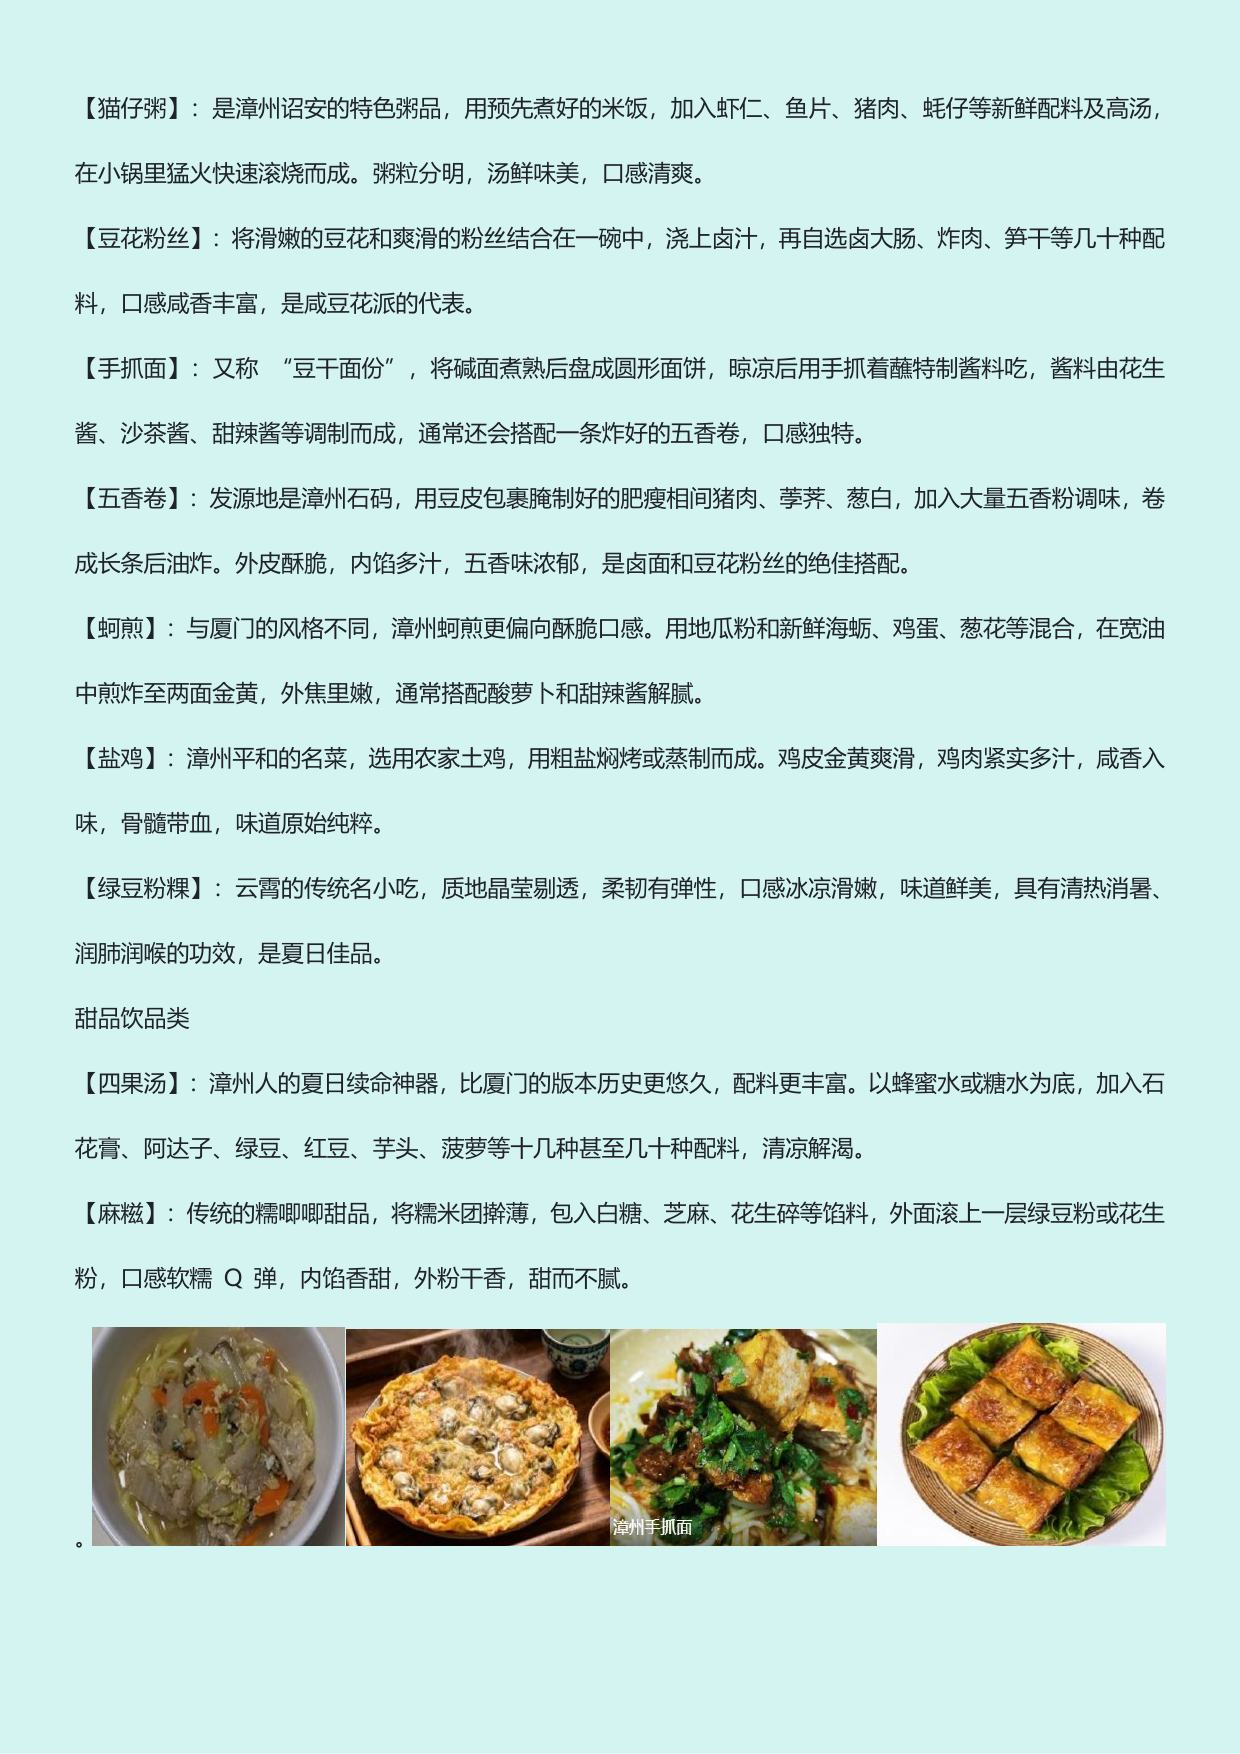 【猫仔粥】：是漳州诏安的特色粥品，用预先煮好的米饭，加入虾仁、鱼片、猪肉、蚝仔等新鲜配料及高汤，
在小锅里猛火快速滚烧而成。粥粒分明，汤鲜味美，口感清爽。
【豆花粉丝】：将滑嫩的豆花和爽滑的粉丝结合在一碗中，浇上卤汁，再自选卤大肠、炸肉、笋干等几十种配
料，口感咸香丰富，是咸豆花派的代表。
【手抓面】：又称 “豆干面份”，将碱面煮熟后盘成圆形面饼，晾凉后用手抓着蘸特制酱料吃，酱料由花生
酱、沙茶酱、甜辣酱等调制而成，通常还会搭配一条炸好的五香卷，口感独特。
【五香卷】：发源地是漳州石码，用豆皮包裹腌制好的肥瘦相间猪肉、荸荠、葱白，加入大量五香粉调味，卷
成长条后油炸。外皮酥脆，内馅多汁，五香味浓郁，是卤面和豆花粉丝的绝佳搭配。
【蚵煎】：与厦门的风格不同，漳州蚵煎更偏向酥脆口感。用地瓜粉和新鲜海蛎、鸡蛋、葱花等混合，在宽油
中煎炸至两面金黄，外焦里嫩，通常搭配酸萝卜和甜辣酱解腻。
【盐鸡】：漳州平和的名菜，选用农家土鸡，用粗盐焖烤或蒸制而成。鸡皮金黄爽滑，鸡肉紧实多汁，咸香入
味，骨髓带血，味道原始纯粹。
【绿豆粉粿】：云霄的传统名小吃，质地晶莹剔透，柔韧有弹性，口感冰凉滑嫩，味道鲜美，具有清热消暑、
润肺润喉的功效，是夏日佳品。
甜品饮品类
【四果汤】：漳州人的夏日续命神器，比厦门的版本历史更悠久，配料更丰富。以蜂蜜水或糖水为底，加入石
花膏、阿达子、绿豆、红豆、芋头、菠萝等十几种甚至几十种配料，清凉解渴。
【麻糍】：传统的糯唧唧甜品，将糯米团擀薄，包入白糖、芝麻、花生碎等馅料，外面滚上一层绿豆粉或花生
粉，口感软糯 Q 弹，内馅香甜，外粉干香，甜而不腻。
。
漳州手抓面